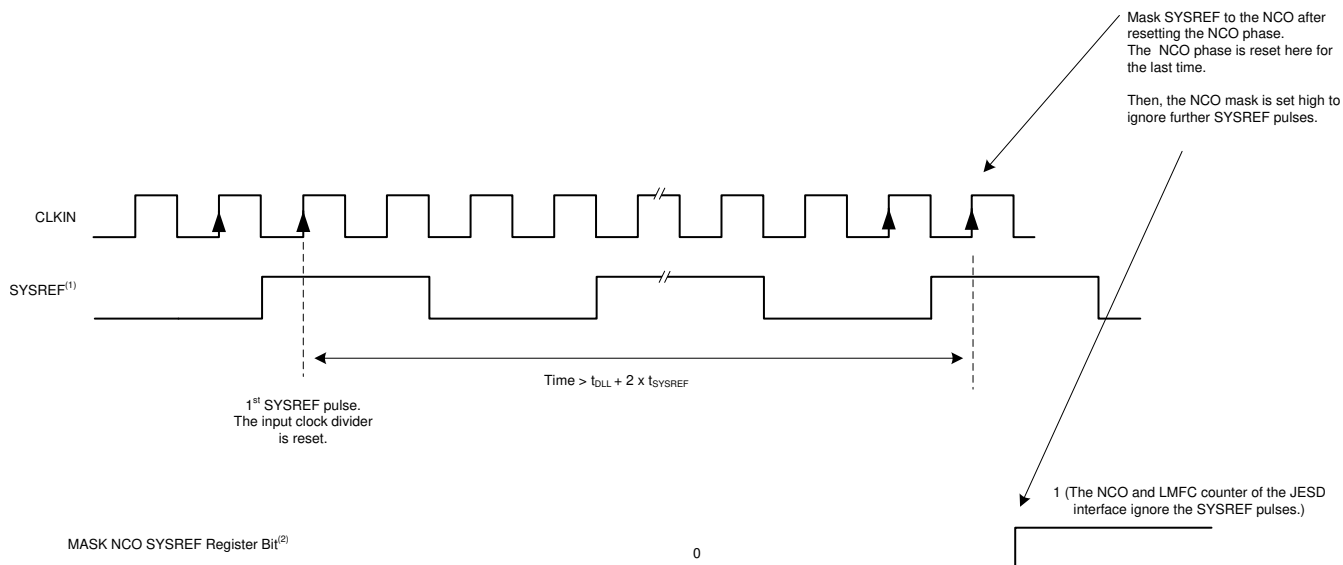 Mask SYSREF to the NCO after
resetting the NCO phase.
The NCO phase is reset here for
the last time.
Then, the NCO mask is set high to
ignore further SYSREF pulses.
CLKIN
SYSREF(1)
Time > tDLL + 2 x tSYSREF
1st SYSREF pulse.
The input clock divider
is reset.
1 (The NCO and LMFC counter of the JESD
interface ignore the SYSREF pulses.)
MASK NCO SYSREF Register Bit(2)
0